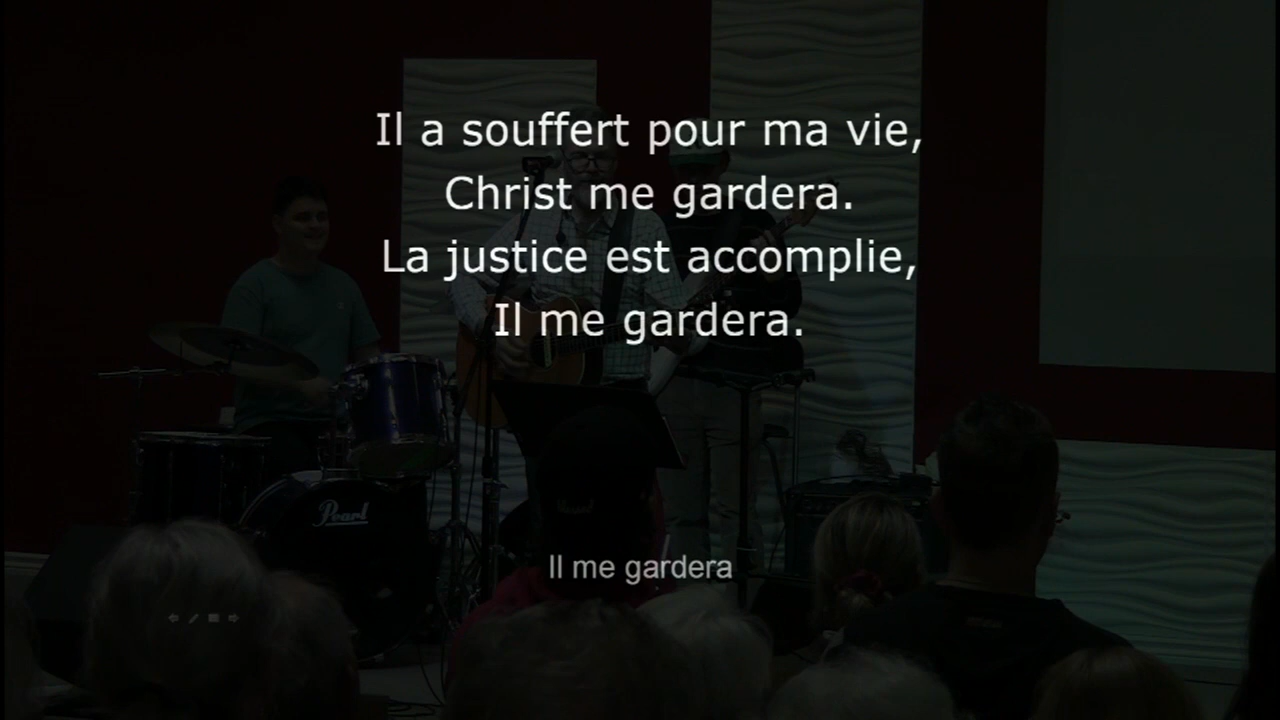 Il a souffert pour ma vie,
Christ me gardera.
La justice est accomplie,
Il me gardera.
Pearl
Il me gardera